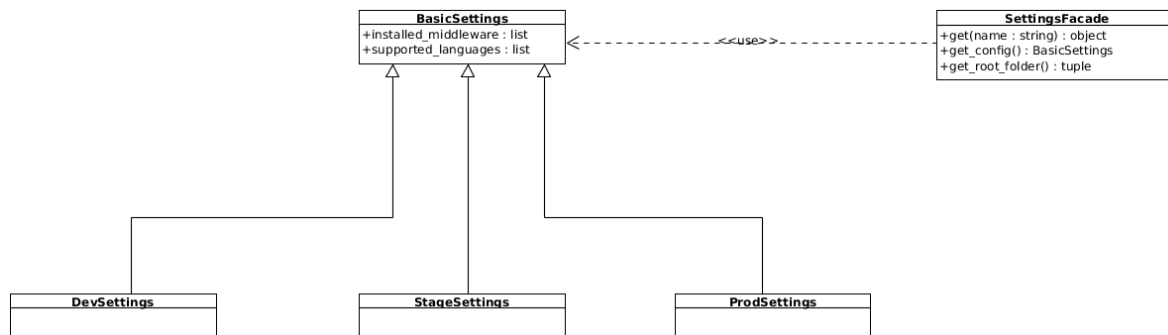 BasicSettings
+installed_middleware : list
+supported_languages : list
<<use>>
SettingsFacade
+get(name : string) : object
+get_config() : BasicSettings
+get_root_folder() : tuple
DevSettings
StageSettings
ProdSettings